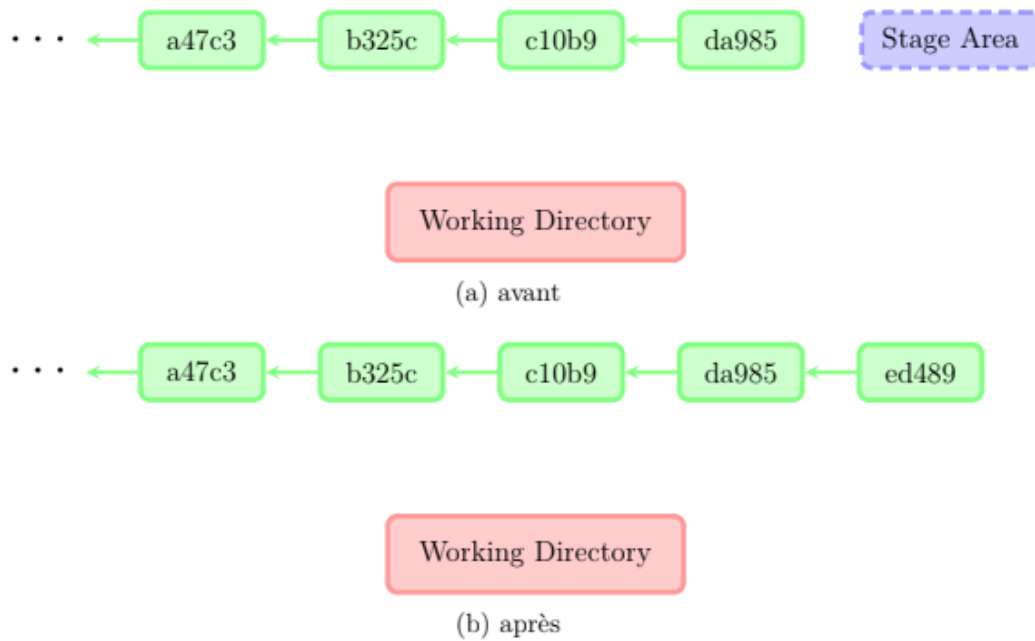 ... a47c3 b325c c10b9 da985 Stage Area
Working Directory
(a) avant
... a47c3 b325c c10b9 da985 ed489
Working Directory
(b) après